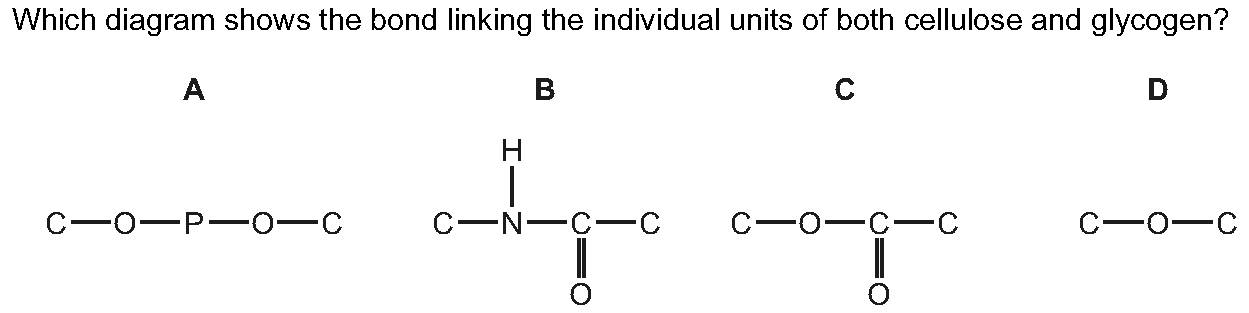 Which diagram shows the bond linking the individual units of both cellulose and glycogen?
A B C D
H
C O P O C C N C C C O C C C O C
O O